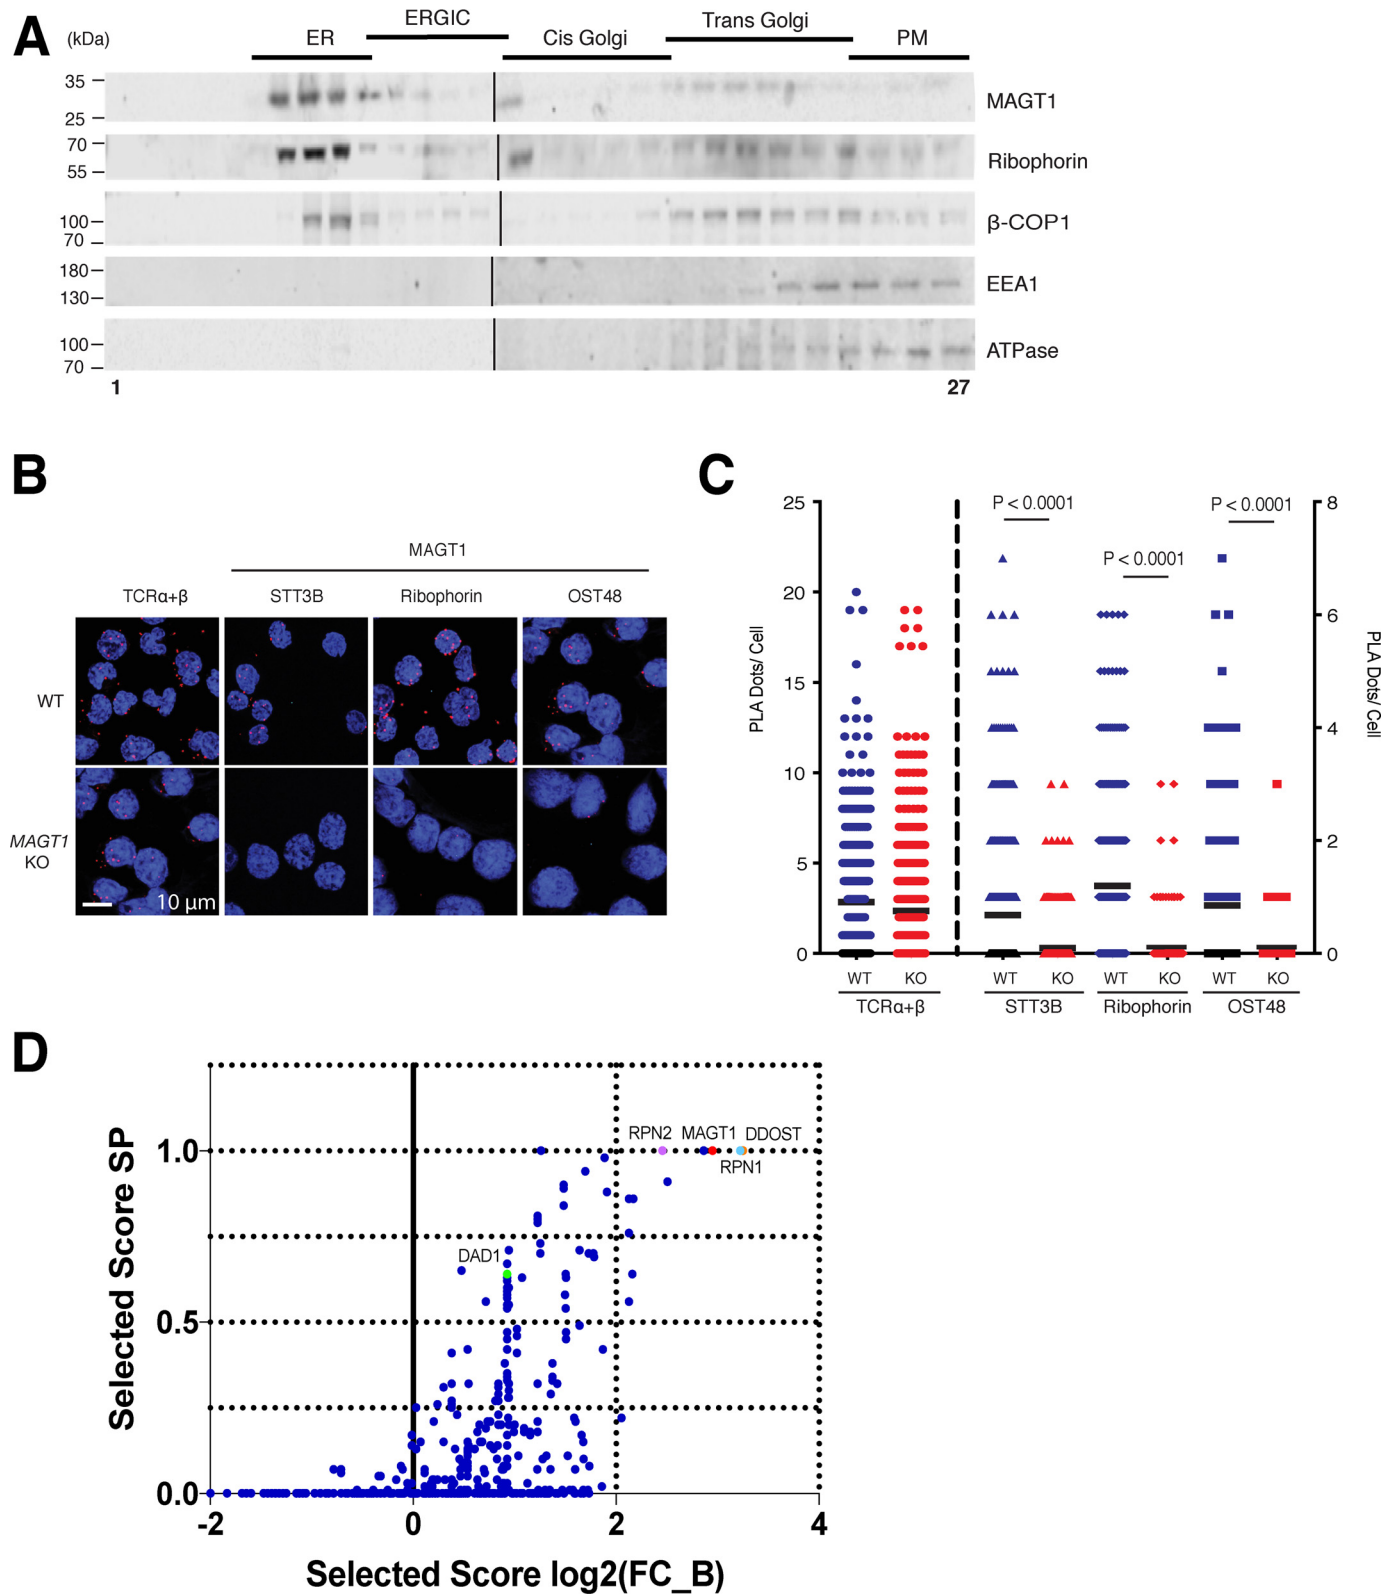 A
(kDa)
ER
ERGIC
Cis Golgi
Trans Golgi
PM
35
25
MAGT1
70
55
Ribophorin
100
70
β-COP1
180
130
EEA1
100
70
ATPase
1
27
B
MAGT1
TCRα+β
STT3B
Ribophorin
OST48
WT
MAGT1
KO
10 μm
C
PLA Dots/ Cell
25
20
15
10
5
0
P < 0.0001
P < 0.0001
P < 0.0001
8
6
4
2
0
PLA Dots/ Cell
WT
KO
WT
KO
WT
KO
WT
KO
TCRα+β
STT3B
Ribophorin
OST48
D
Selected Score SP
1.0
0.5
0.0
RPN2
MAGT1
DDOST
RPN1
DAD1
-2
0
2
4
Selected Score log2(FC_B)